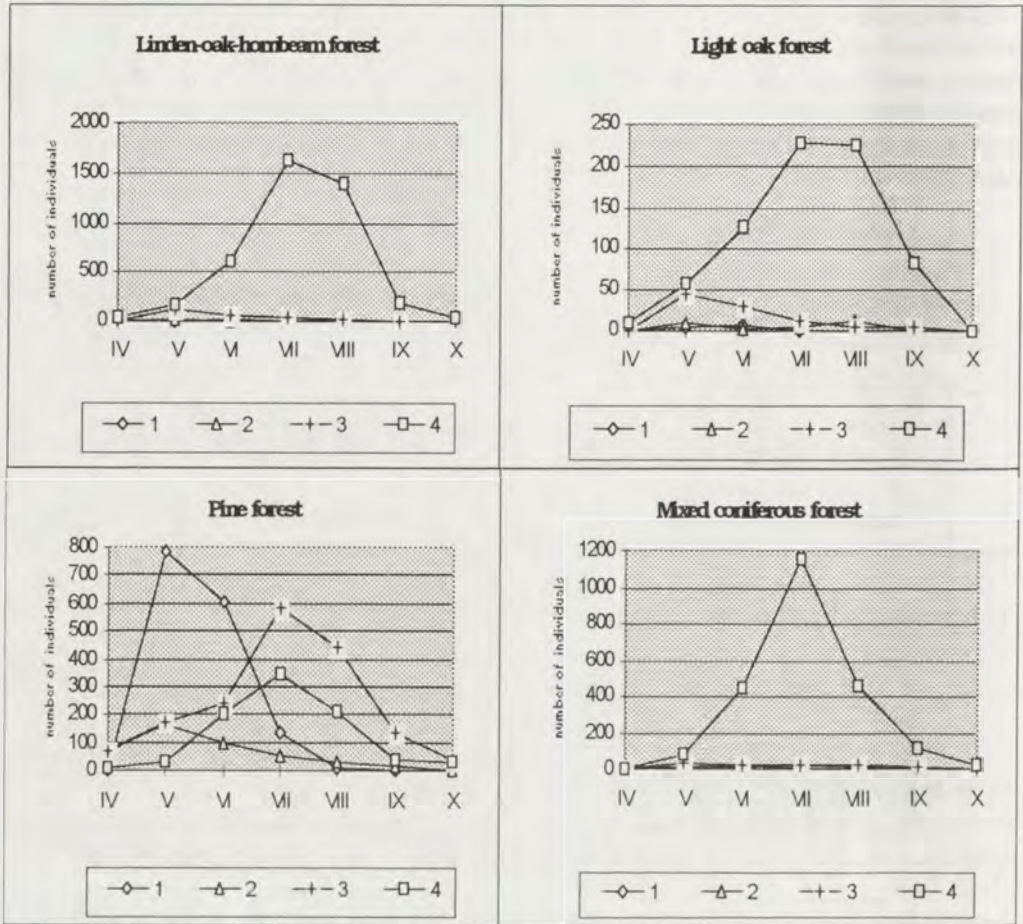 Linden-oak-hornbeam forest
number of individuals
2000
1500
1000
500
0
IV V VI VII VIII IX X
1 2 3 4
Light oak forest
number of individuals
250
200
150
100
50
0
IV V VI VII VIII IX X
1 2 3 4
Pine forest
number of individuals
800
700
600
500
400
300
200
100
0
IV V VI VII VIII IX X
1 2 3 4
Mixed coniferous forest
number of individuals
1200
1000
800
600
400
200
0
IV V VI VII VIII IX X
1 2 3 4